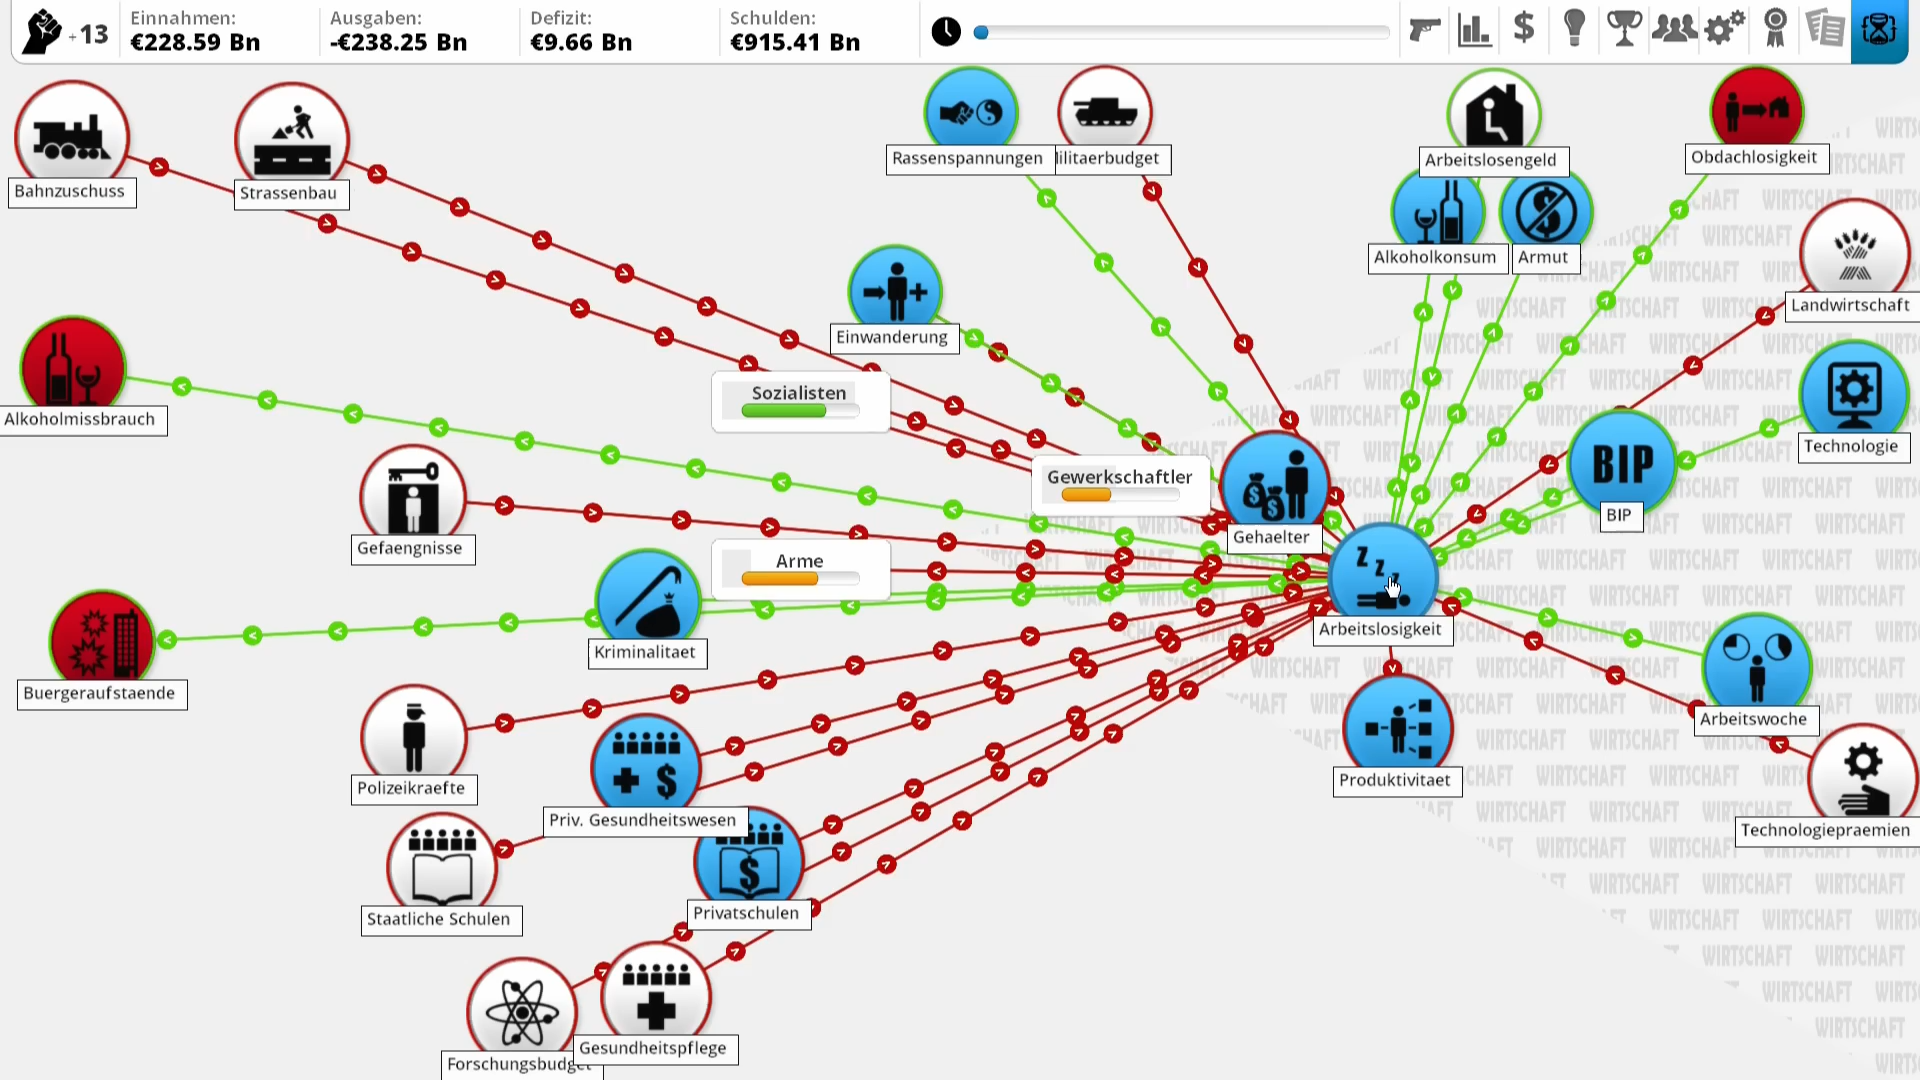 Einnahmen:
Ausgaben:
Defizit:
Schulden:
+ 13
€228.59 Bn
-€238.25 Bn
€9.66 Bn
€915.41 Bn
Bahnzuschuss
Strassenbau
Rassenspannungen
ilitaerbudget
Arbeitslosengeld
Obdachlosigkeit
Alkoholkonsum
Armut
Landwirtschaft
Einwanderung
Alkoholmissbrauch
Sozialisten
Technologie
BIP
BIP
Gewerkschaftler
Gehaelter
Gefaengnisse
Arme
z z z
Arbeitslosigkeit
Kriminalitaet
Buergeraufstaende
Arbeitswoche
Polizeikraefte
Produktivitaet
Priv. Gesundheitswesen
Technologiepraemien
Staatliche Schulen
Privatschulen
Gesundheitspflege
Forschungsbudget
WIRTSCHAFT